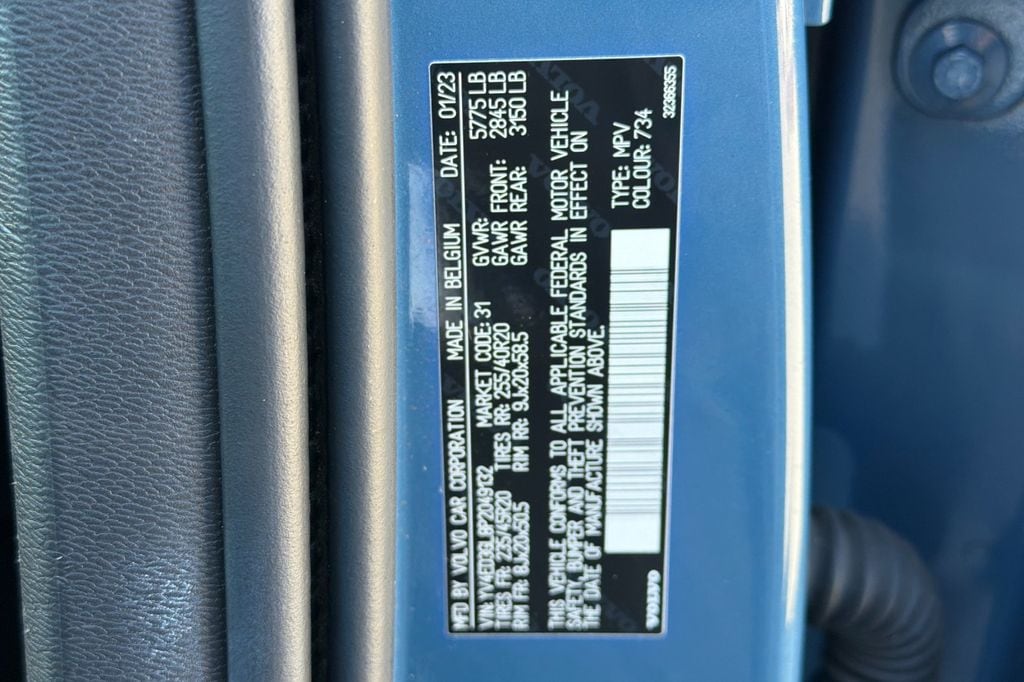 MFD BY VOLVO CAR CORPORATION MADE IN BELGIUM DATE: 01/23
VIN: YV4ED3GL8P2049132 MARKET CODE: 31 GVWR: 5775 LB
TIRES FR: 235/45R20 TIRES RR: 255/40R20 GAWR FRONT: 2845 LB
RIM FR: 8Jx20x50.5 RIM RR: 9Jx20x58.5 GAWR REAR: 3150 LB
THIS VEHICLE CONFORMS TO ALL APPLICABLE FEDERAL MOTOR VEHICLE
SAFETY, BUMPER AND THEFT PREVENTION STANDARDS IN EFFECT ON
THE DATE OF MANUFACTURE SHOWN ABOVE.
TYPE: MPV
COLOUR: 734
VOLVO 32366355